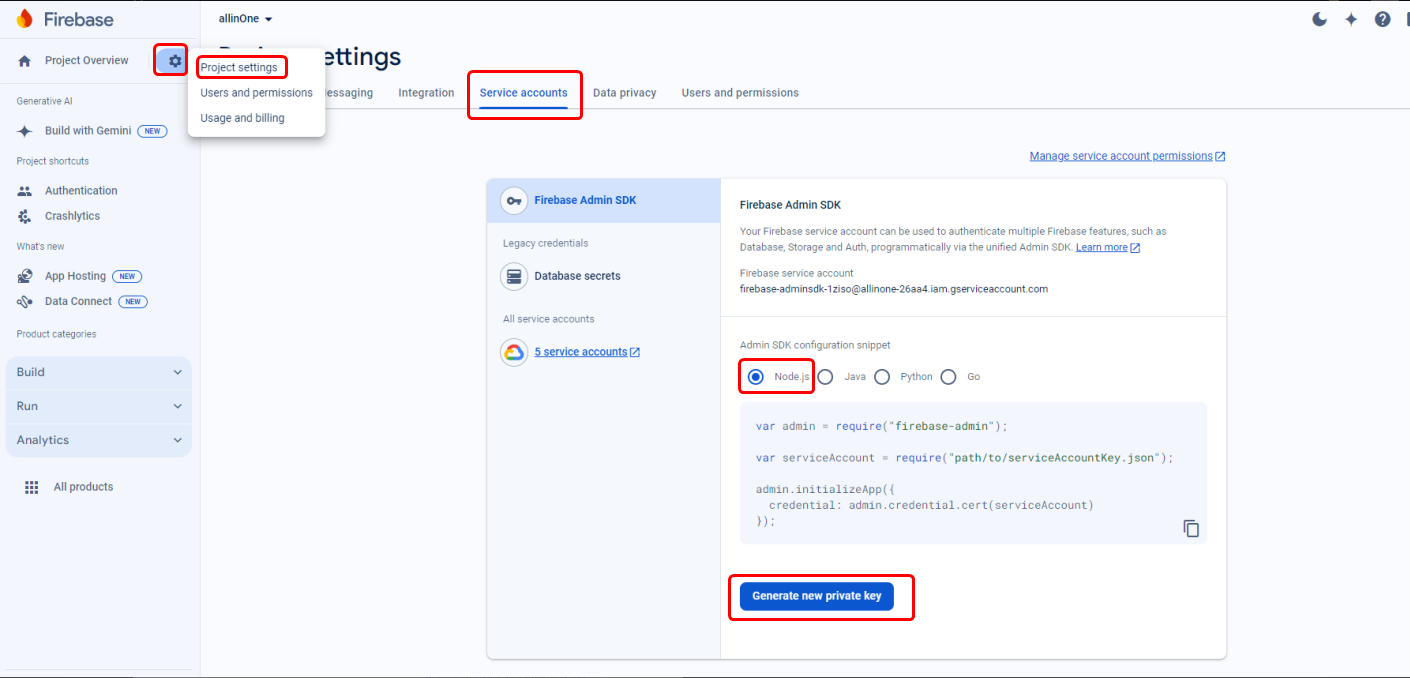 Firebase
allinOne
Project Overview
Project settings
Users and permissions
Usage and billing
ettings
essaging
Integration
Service accounts
Data privacy
Users and permissions
Generative AI
Build with Gemini NEW
Project shortcuts
Authentication
Crashlytics
What's new
App Hosting NEW
Data Connect NEW
Product categories
Build
Run
Analytics
All products
Manage service account permissions
Firebase Admin SDK
Legacy credentials
Database secrets
All service accounts
5 service accounts
Firebase Admin SDK
Your Firebase service account can be used to authenticate multiple Firebase features, such as
Database, Storage and Auth, programmatically via the unified Admin SDK. Learn more
Firebase service account
firebase-adminsdk-1ziso@allinone-26aa4.iam.gserviceaccount.com
Admin SDK configuration snippet
Node.js Java Python Go
var admin = require("firebase-admin");
var serviceAccount = require("path/to/serviceAccountKey.json");
admin.initializeApp({
credential: admin.credential.cert(serviceAccount)
});
Generate new private key